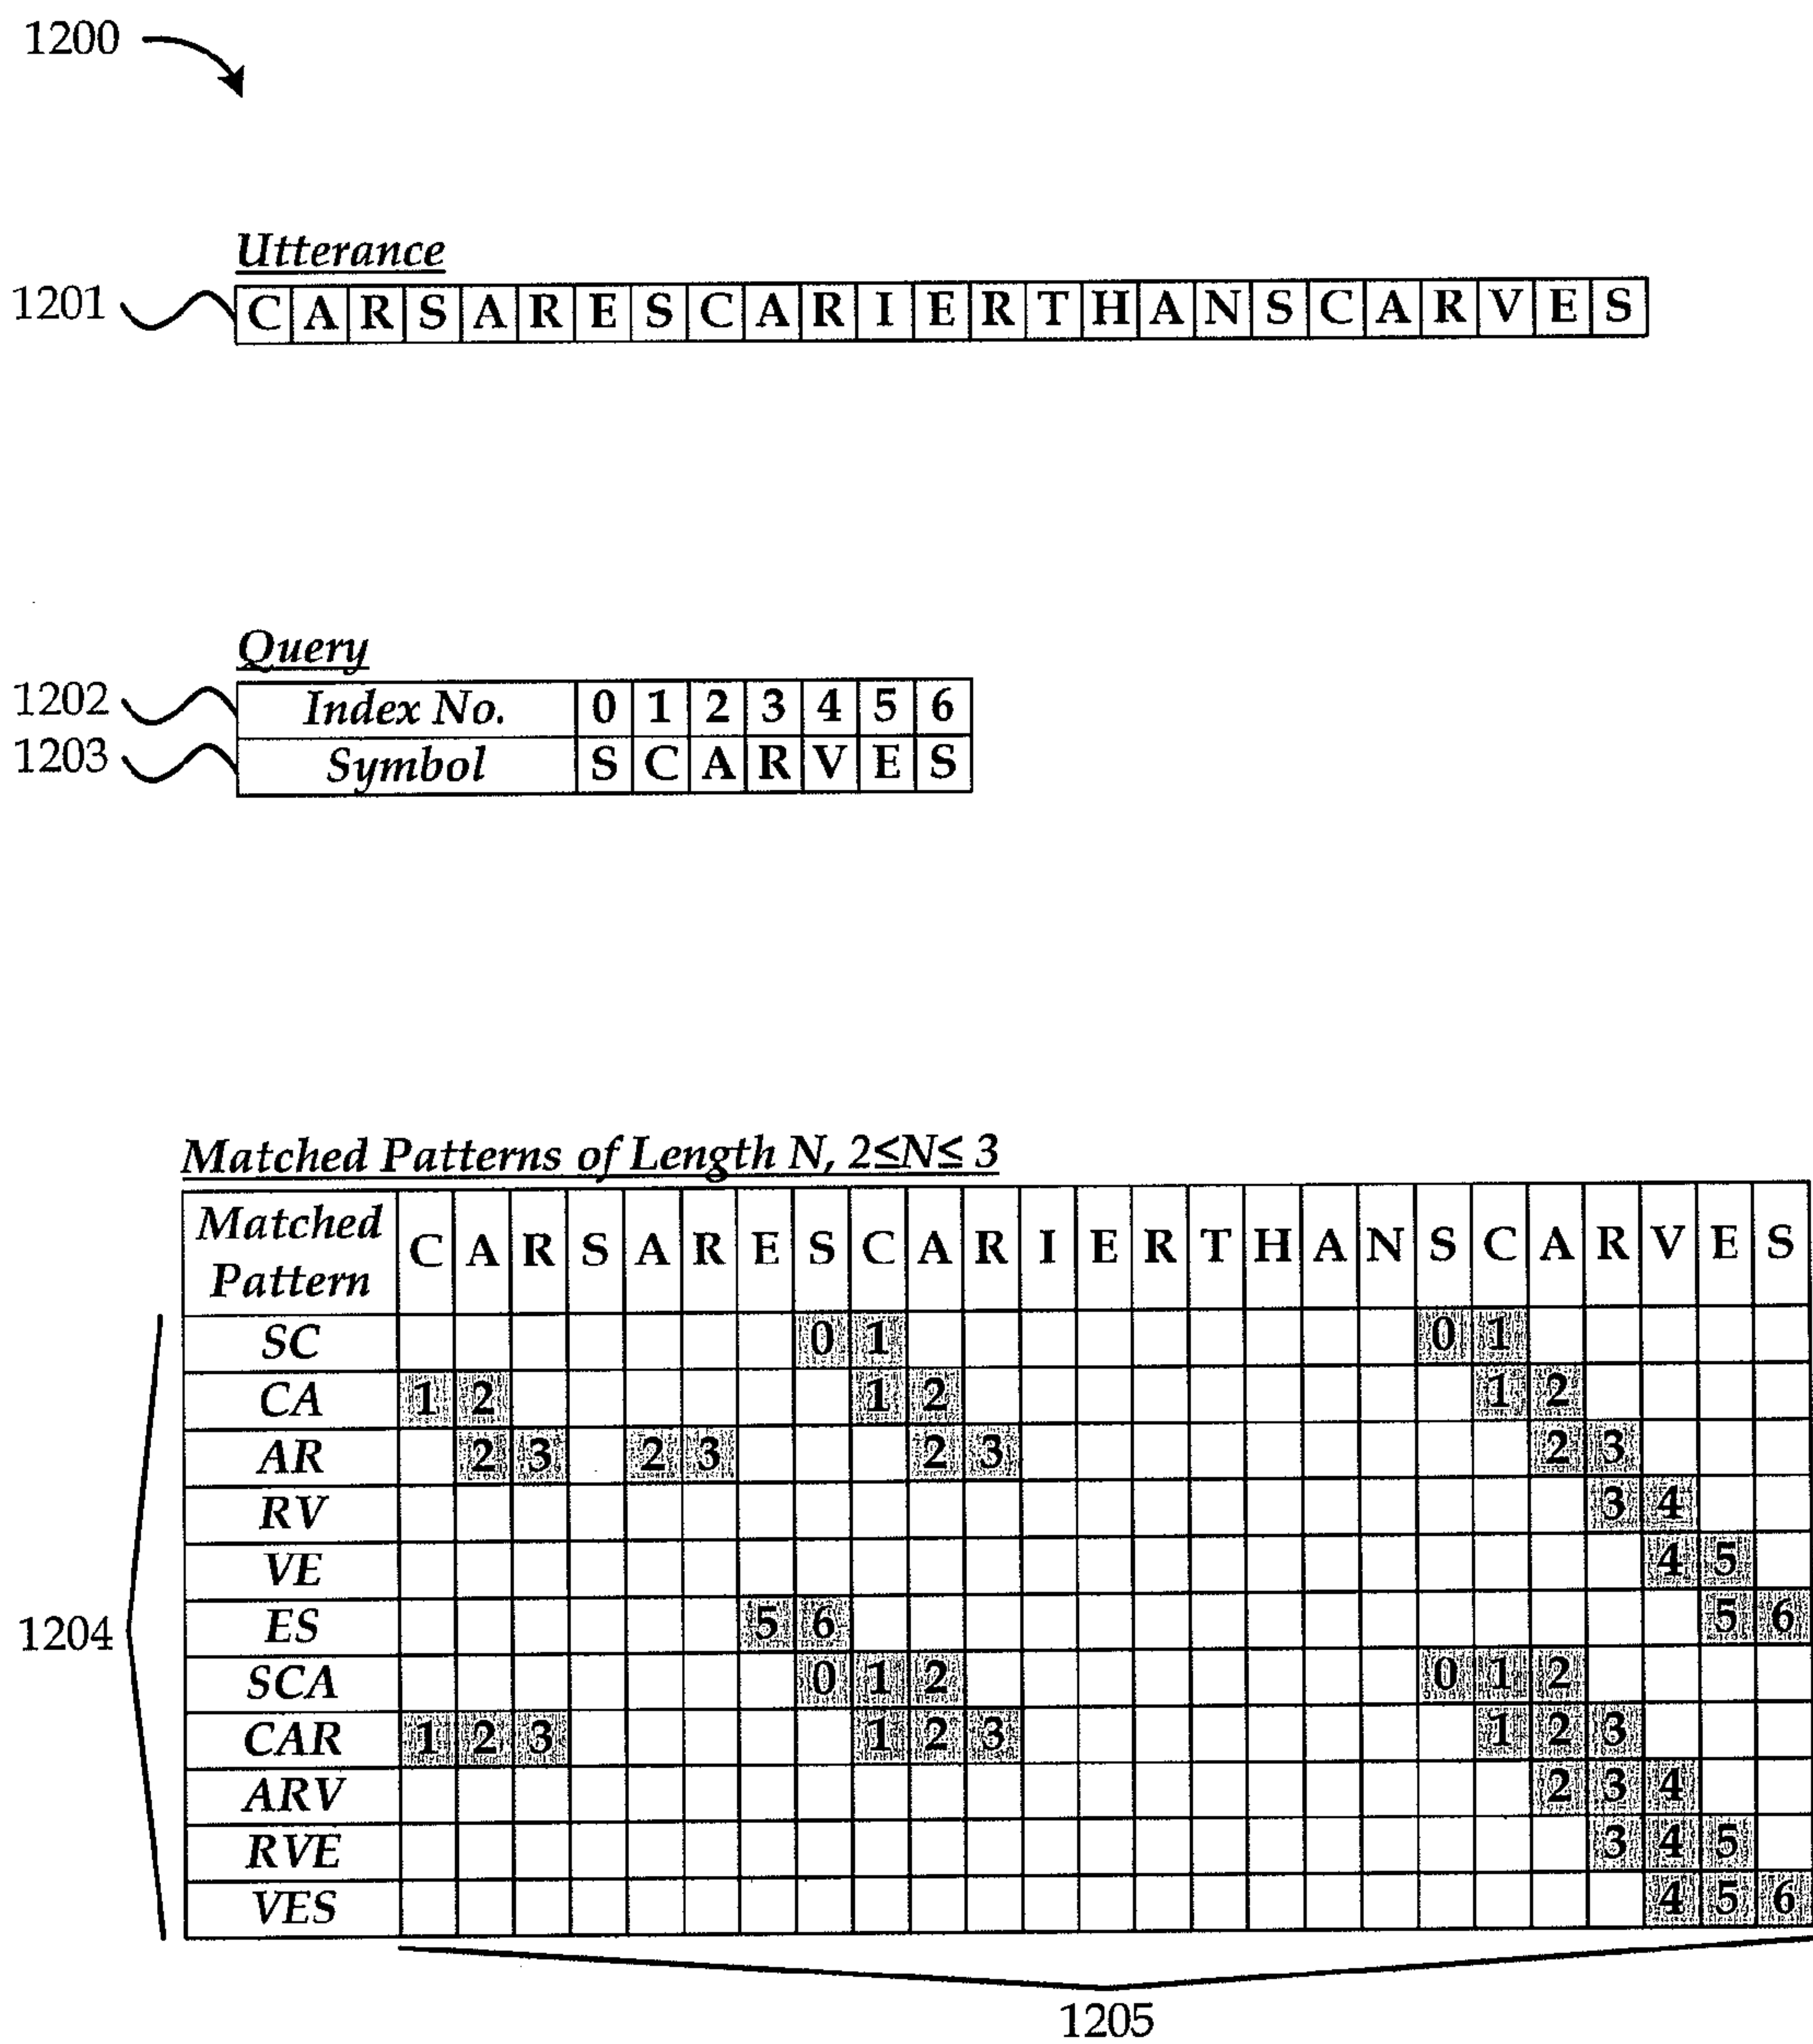 1200
Utterance
1201 C A R S A R E S C A R I E R T H A N S C A R V E S
Query
1202 Index No. 0 1 2 3 4 5 6
1203 Symbol S C A R V E S
Matched Patterns of Length N, 2≤N≤ 3
Matched Pattern C A R S A R E S C A R I E R T H A N S C A R V E S
SC 0 1 0 1
CA 1 2 1 2 1 2
AR 2 3 2 3 2 3 2 3
RV 3 4
VE 4 5
1204 ES 5 6 5 6
SCA 0 1 2 0 1 2
CAR 1 2 3 1 2 3 1 2 3
ARV 2 3 4
RVE 3 4 5
VES 4 5 6
1205